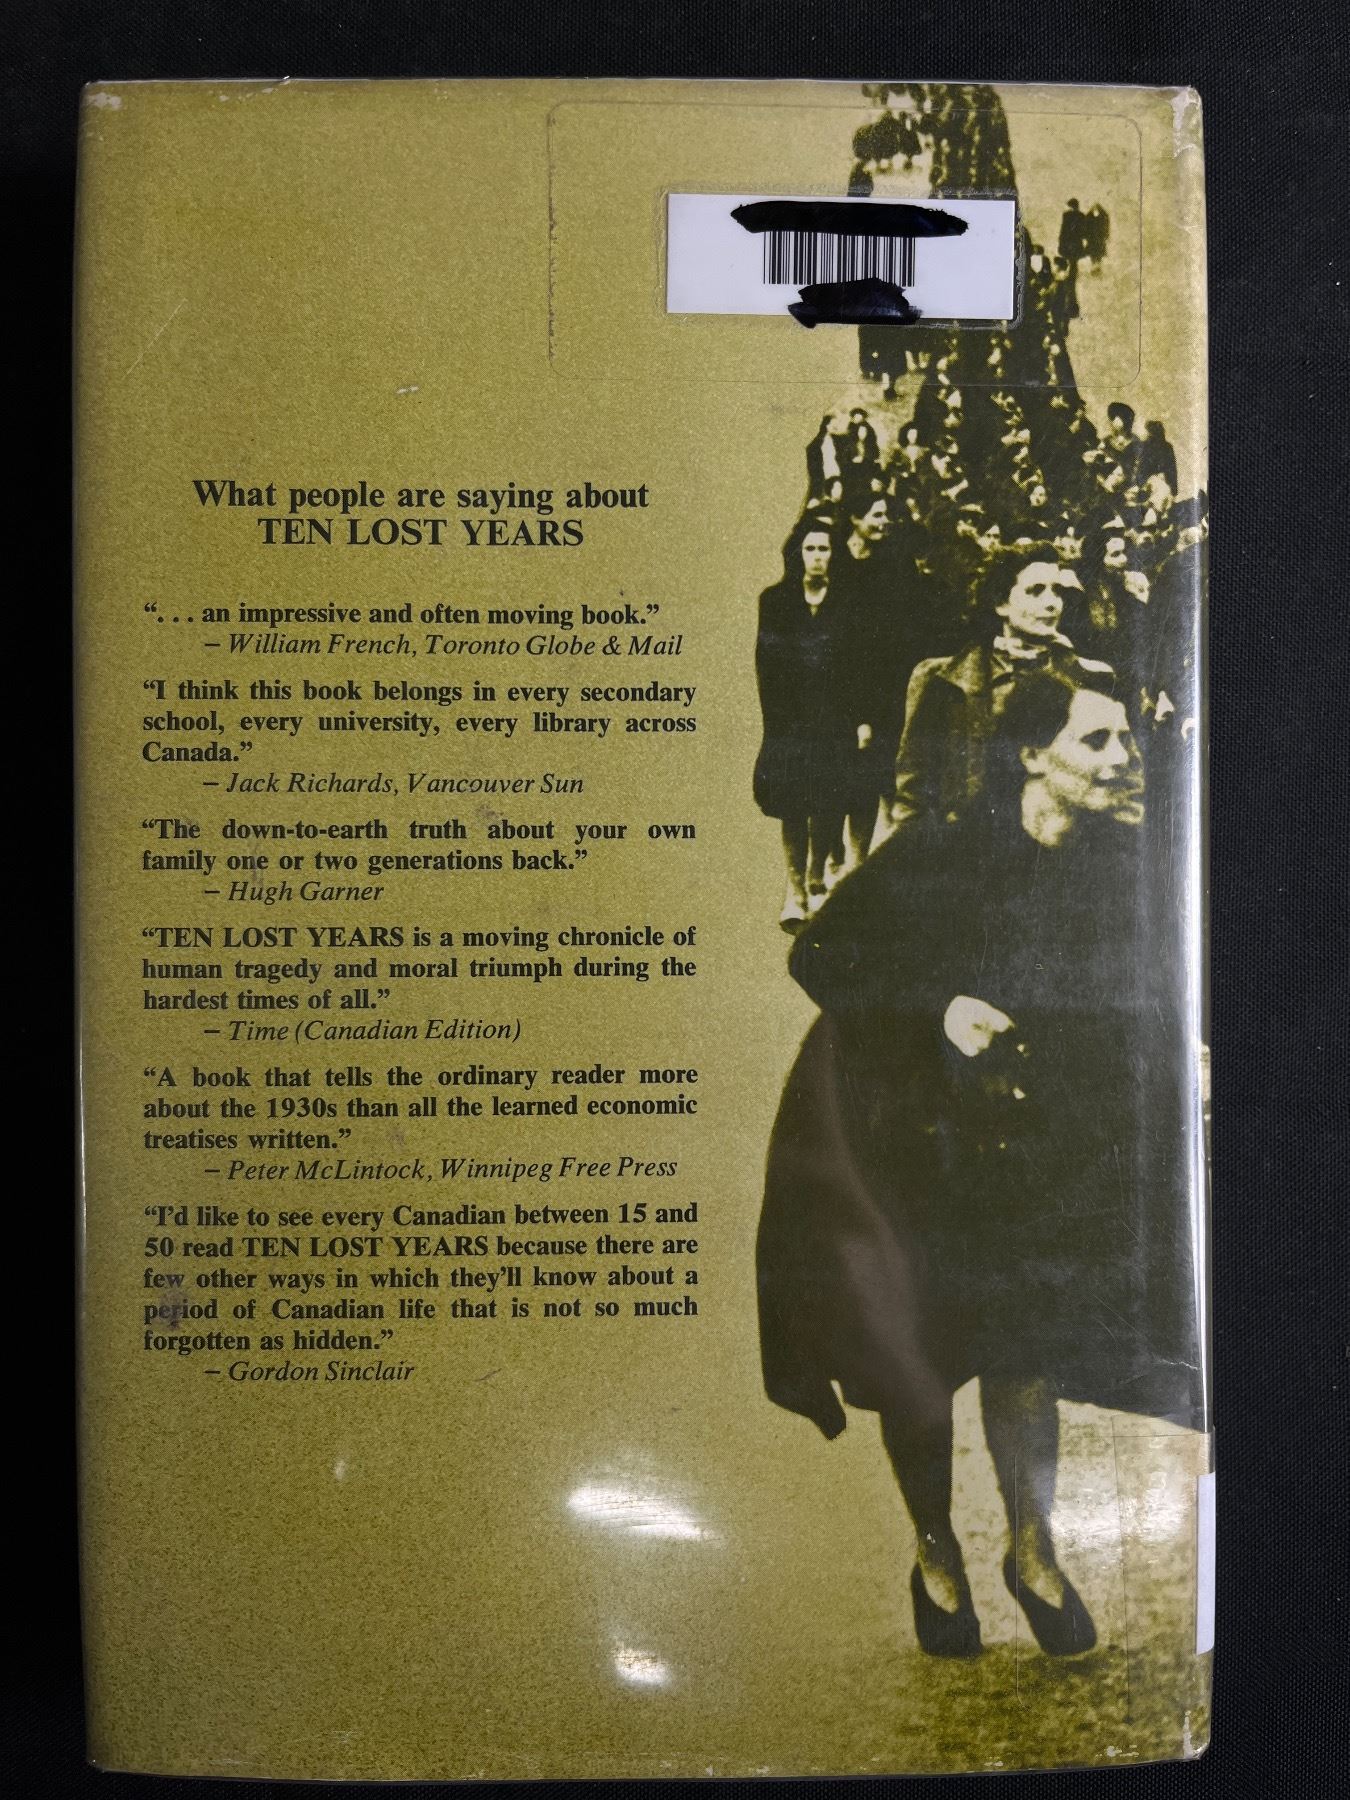 What people are saying about
TEN LOST YEARS
“. . . an impressive and often moving book.”
– William French, Toronto Globe & Mail
“I think this book belongs in every secondary
school, every university, every library across
Canada.”
– Jack Richards, Vancouver Sun
“The down-to-earth truth about your own
family one or two generations back.”
– Hugh Garner
“TEN LOST YEARS is a moving chronicle of
human tragedy and moral triumph during the
hardest times of all.”
– Time (Canadian Edition)
“A book that tells the ordinary reader more
about the 1930s than all the learned economic
treatises written.”
– Peter McLintock, Winnipeg Free Press
“I’d like to see every Canadian between 15 and
50 read TEN LOST YEARS because there are
few other ways in which they’ll know about a
period of Canadian life that is not so much
forgotten as hidden.”
– Gordon Sinclair